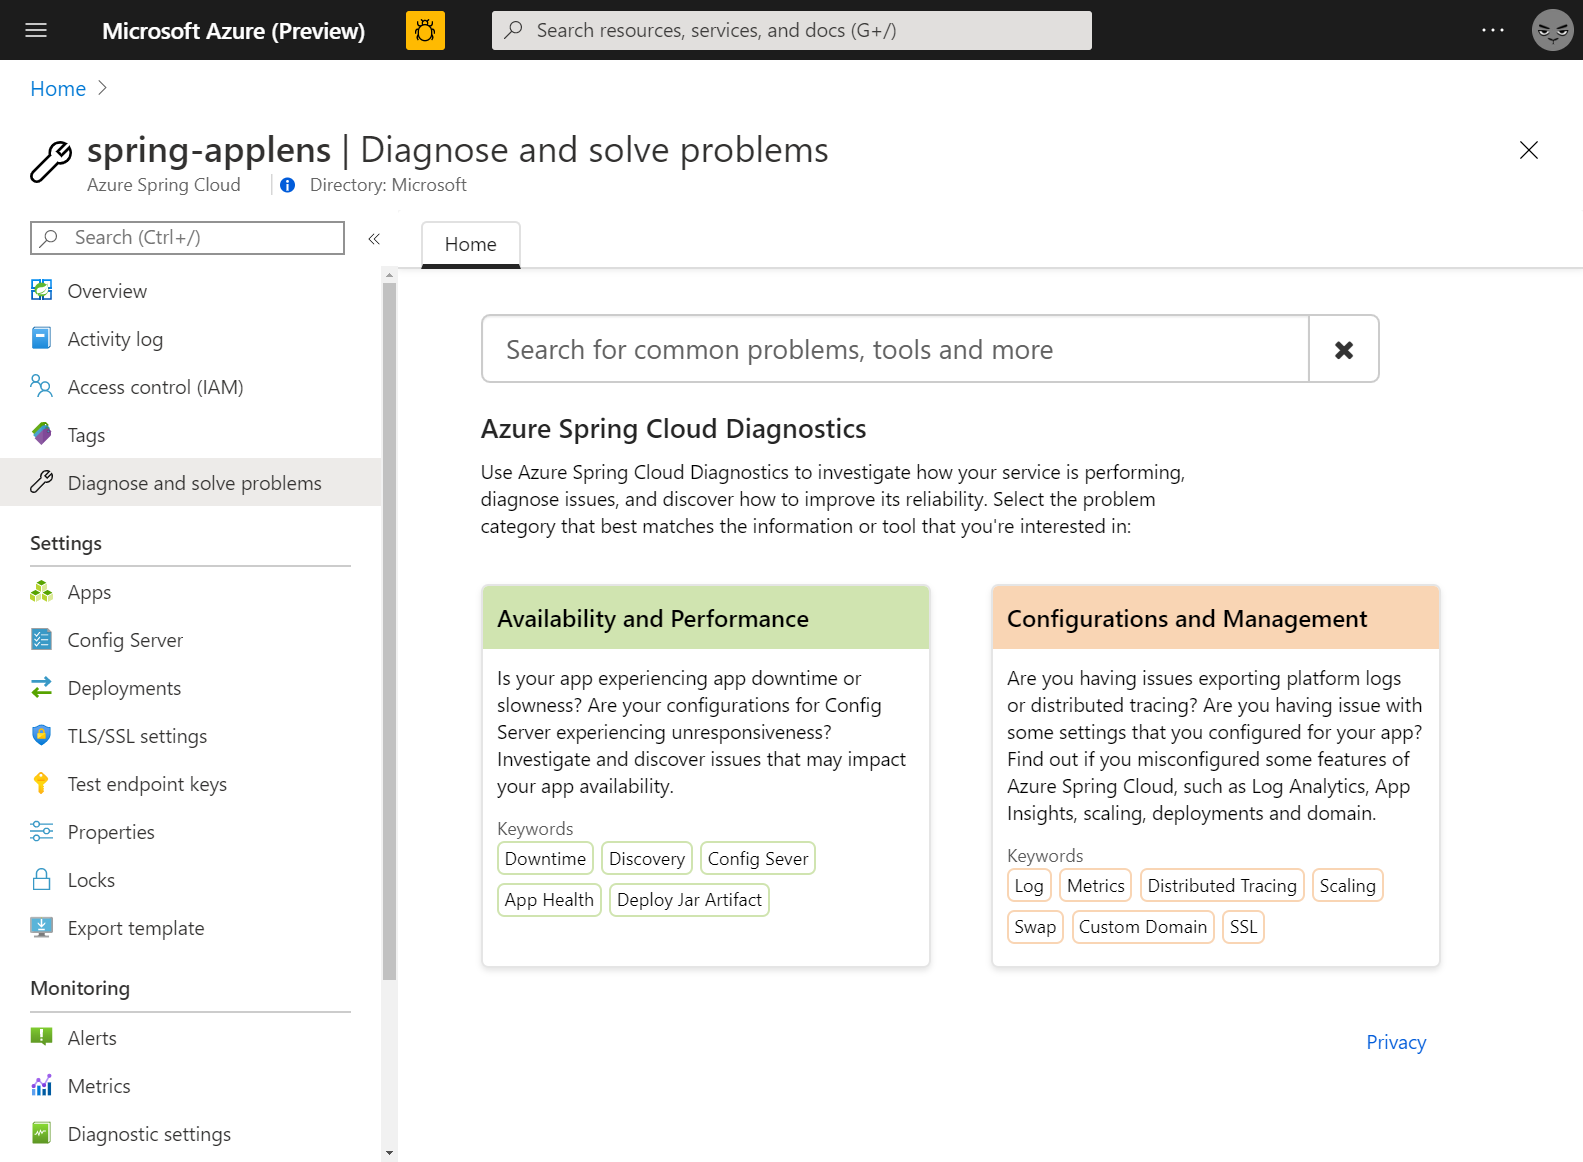 Microsoft Azure (Preview)
Search resources, services, and docs (G+/)
Home
spring-applens | Diagnose and solve problems
Azure Spring Cloud
Directory: Microsoft
Search (Ctrl+/)
Overview
Activity log
Access control (IAM)
Tags
Diagnose and solve problems
Settings
Apps
Config Server
Deployments
TLS/SSL settings
Test endpoint keys
Properties
Locks
Export template
Monitoring
Alerts
Metrics
Diagnostic settings
Home
Search for common problems, tools and more
Azure Spring Cloud Diagnostics
Use Azure Spring Cloud Diagnostics to investigate how your service is performing,
diagnose issues, and discover how to improve its reliability. Select the problem
category that best matches the information or tool that you're interested in:
Availability and Performance
Is your app experiencing app downtime or
slowness? Are your configurations for Config
Server experiencing unresponsiveness?
Investigate and discover issues that may impact
your app availability.
Keywords
Downtime Discovery Config Sever
App Health Deploy Jar Artifact
Configurations and Management
Are you having issues exporting platform logs
or distributed tracing? Are you having issue with
some settings that you configured for your app?
Find out if you misconfigured some features of
Azure Spring Cloud, such as Log Analytics, App
Insights, scaling, deployments and domain.
Keywords
Log Metrics Distributed Tracing Scaling
Swap Custom Domain SSL
Privacy